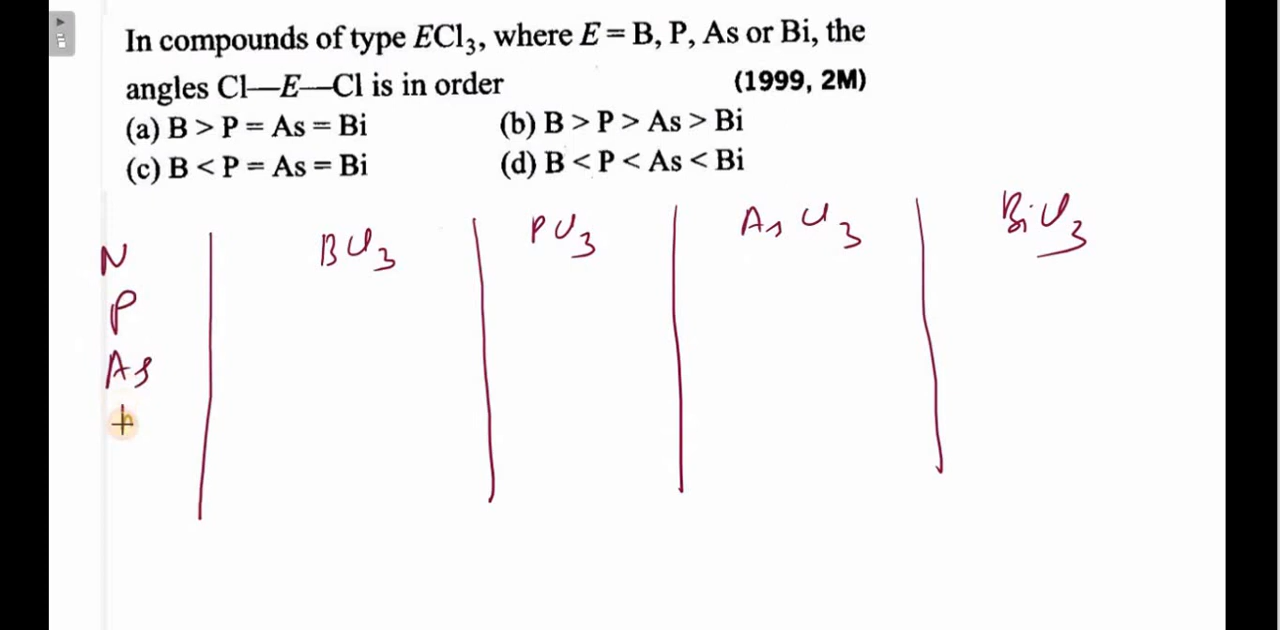 In compounds of type ECl₃, where E = B, P, As or Bi, the
angles Cl—E—Cl is in order (1999, 2M)
(a) B > P = As = Bi (b) B > P > As > Bi
(c) B < P = As = Bi (d) B < P < As < Bi
N BCl₃ PCl₃ AsCl₃ BiCl₃
P
As